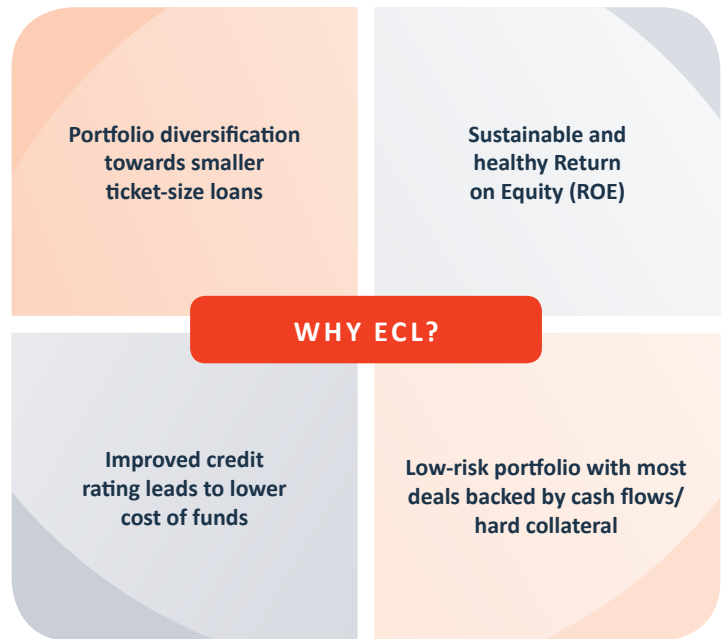 Portfolio diversification
towards smaller
ticket-size loans
Sustainable and
healthy Return
on Equity (ROE)
WHY ECL?
Improved credit
rating leads to lower
cost of funds
Low-risk portfolio with most
deals backed by cash flows/
hard collateral